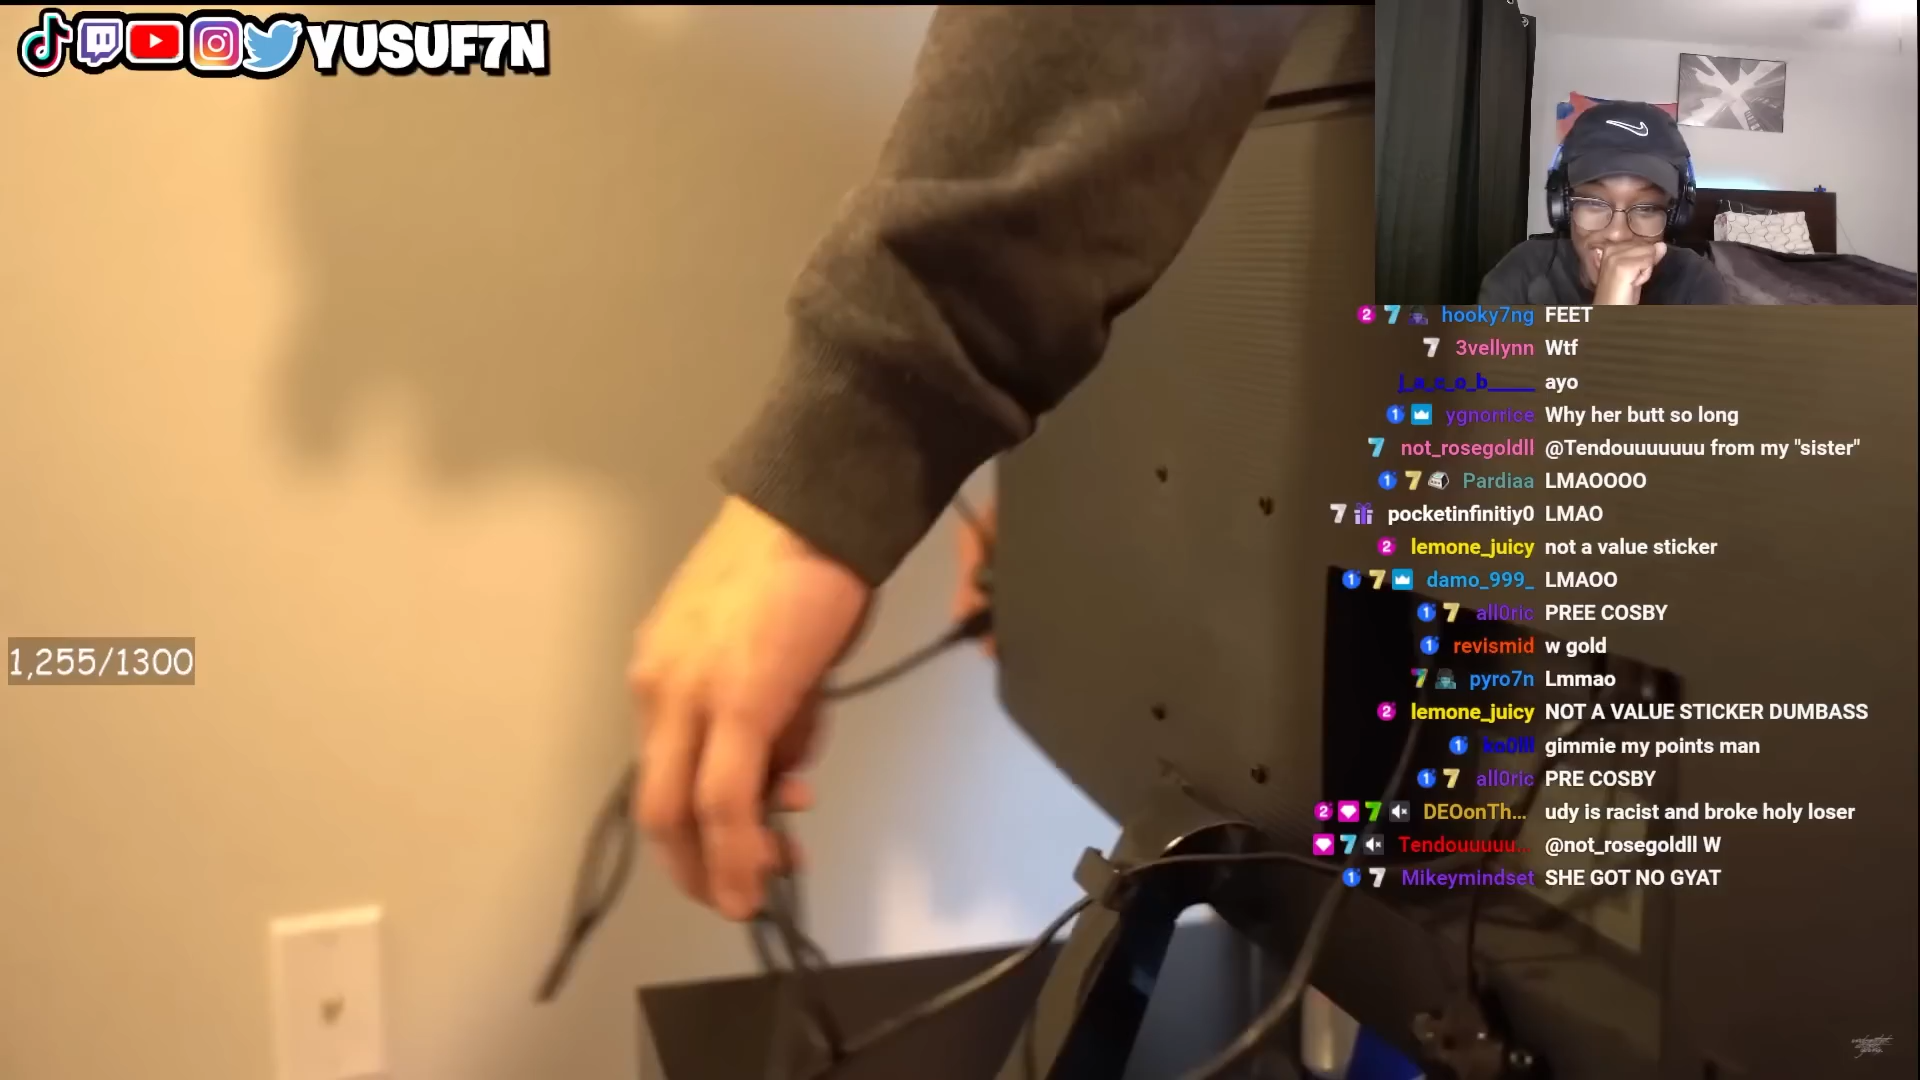 YUSUF7N
hooky7ng FEET
3vellynn Wtf
j_a_c_o_b_____ ayo
ygnorrice Why her butt so long
not_rosegoldll @Tendouuuuuuu from my "sister"
Pardiaa LMAOOOO
pocketinfinitiy0 LMAO
lemone_juicy not a value sticker
damo_999_ LMAOO
all0ric PREE COSBY
revismid w gold
1,255/1300
pyro7n Lmmao
lemone_juicy NOT A VALUE STICKER DUMBASS
gimmie my points man
all0ric PRE COSBY
DEOonTh... udy is racist and broke holy loser
Tendouuuuu... @not_rosegoldll W
Mikeymindset SHE GOT NO GYAT